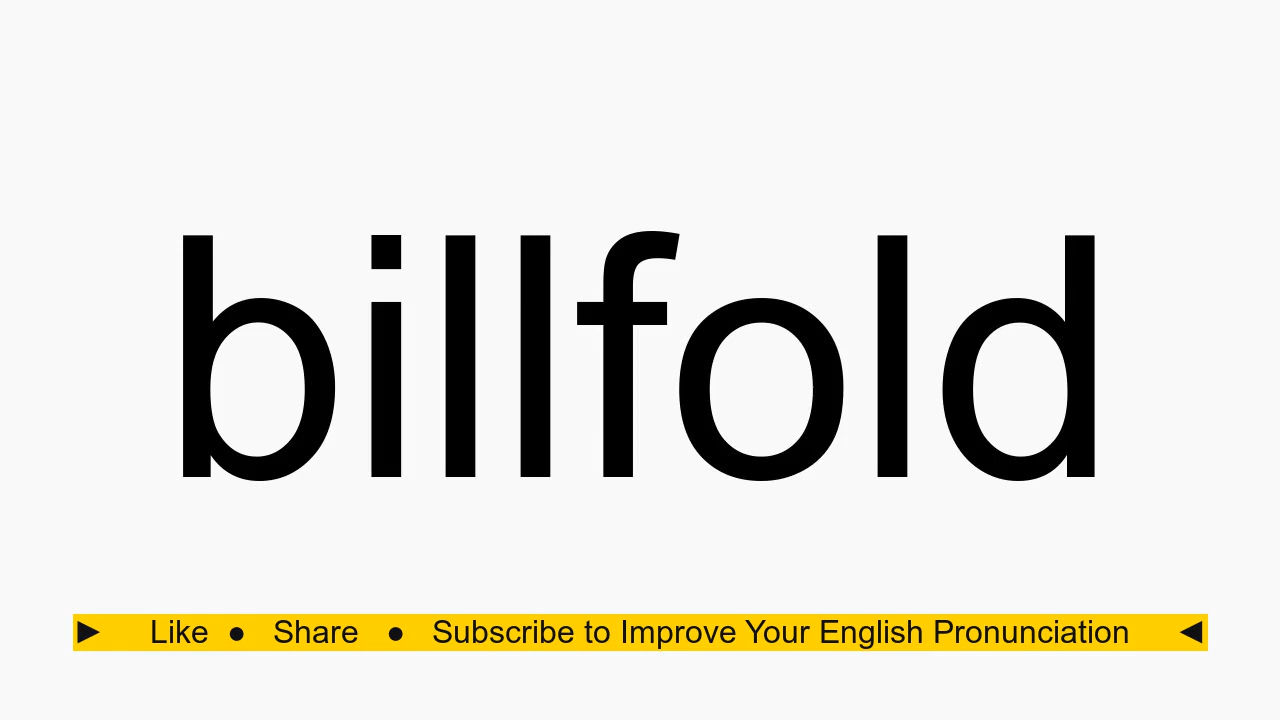 billfold
▶ Like ● Share ● Subscribe to Improve Your English Pronunciation ◀